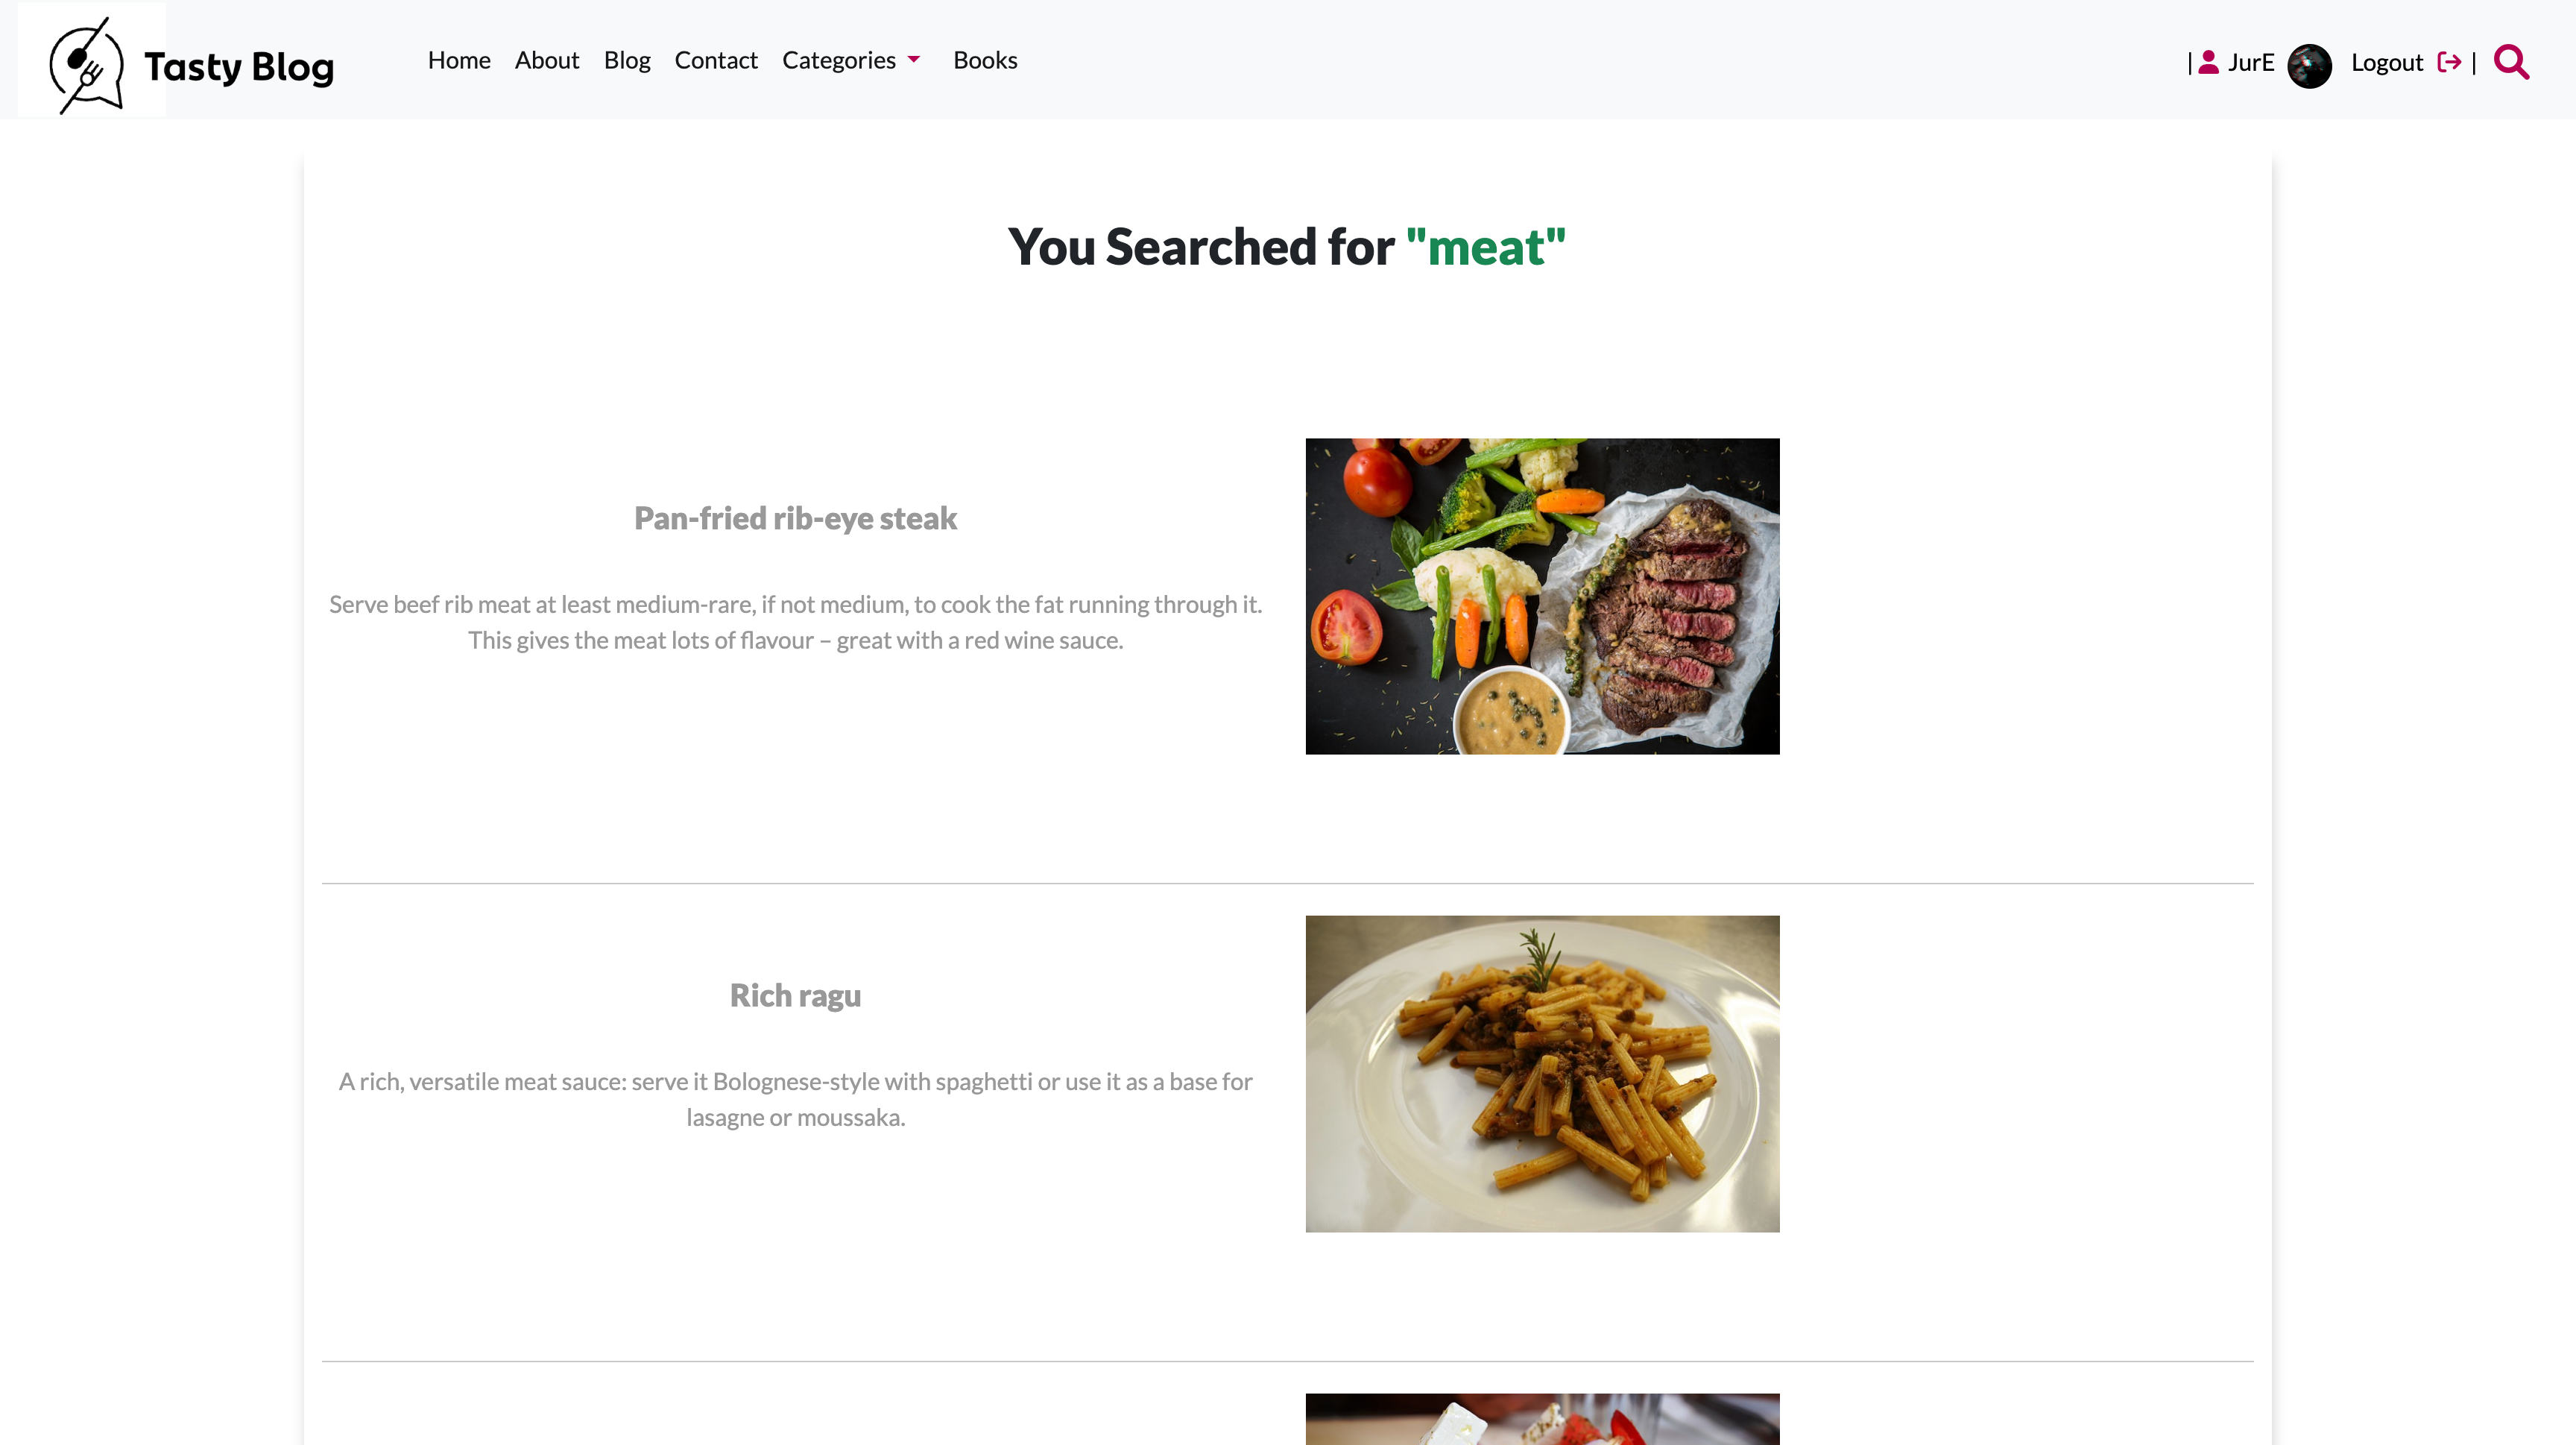 Tasty Blog
Home About Blog Contact Categories Books
| JurE Logout |
You Searched for "meat"
Pan-fried rib-eye steak
Serve beef rib meat at least medium-rare, if not medium, to cook the fat running through it.
This gives the meat lots of flavour – great with a red wine sauce.
Rich ragu
A rich, versatile meat sauce: serve it Bolognese-style with spaghetti or use it as a base for
lasagne or moussaka.